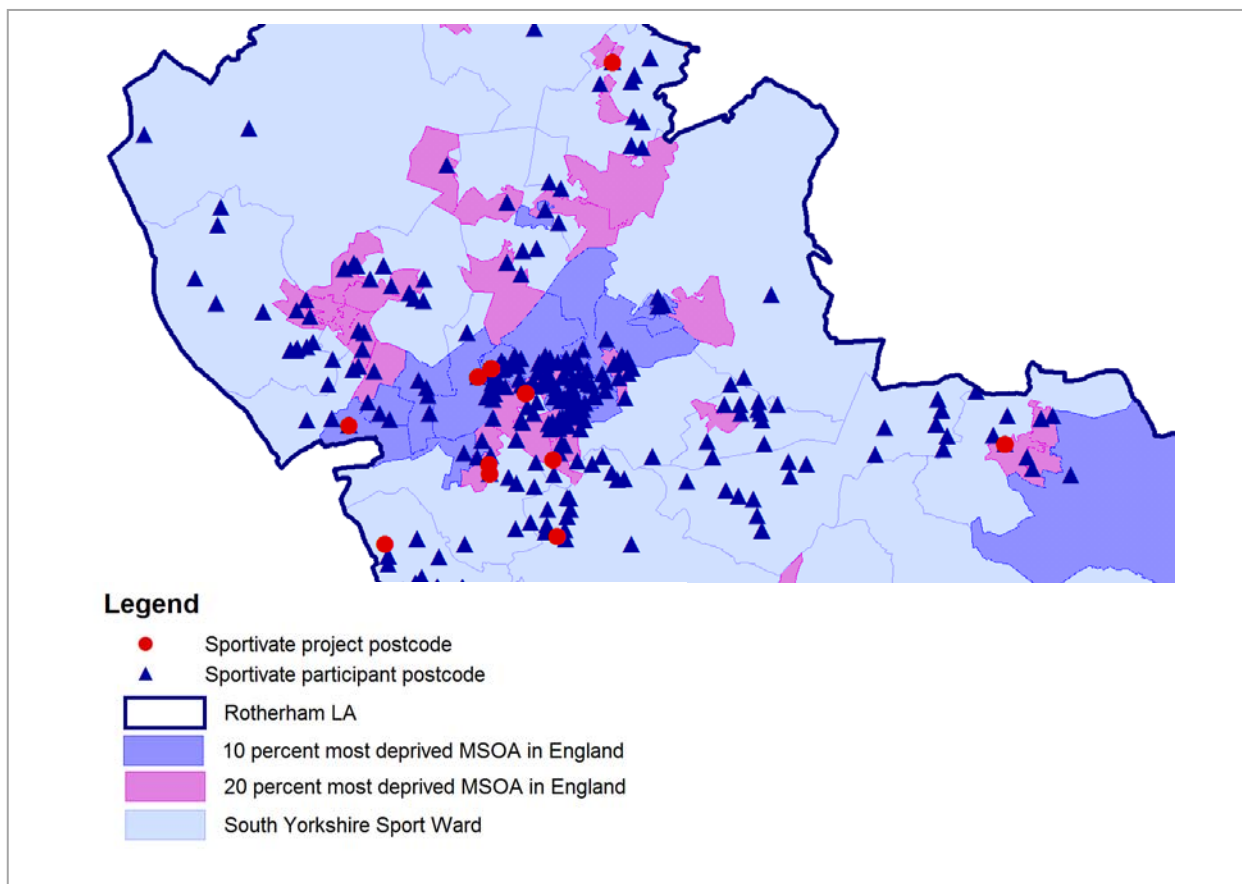 Legend
Sportivate project postcode
Sportivate participant postcode
Rotherham LA
10 percent most deprived MSOA in England
20 percent most deprived MSOA in England
South Yorkshire Sport Ward